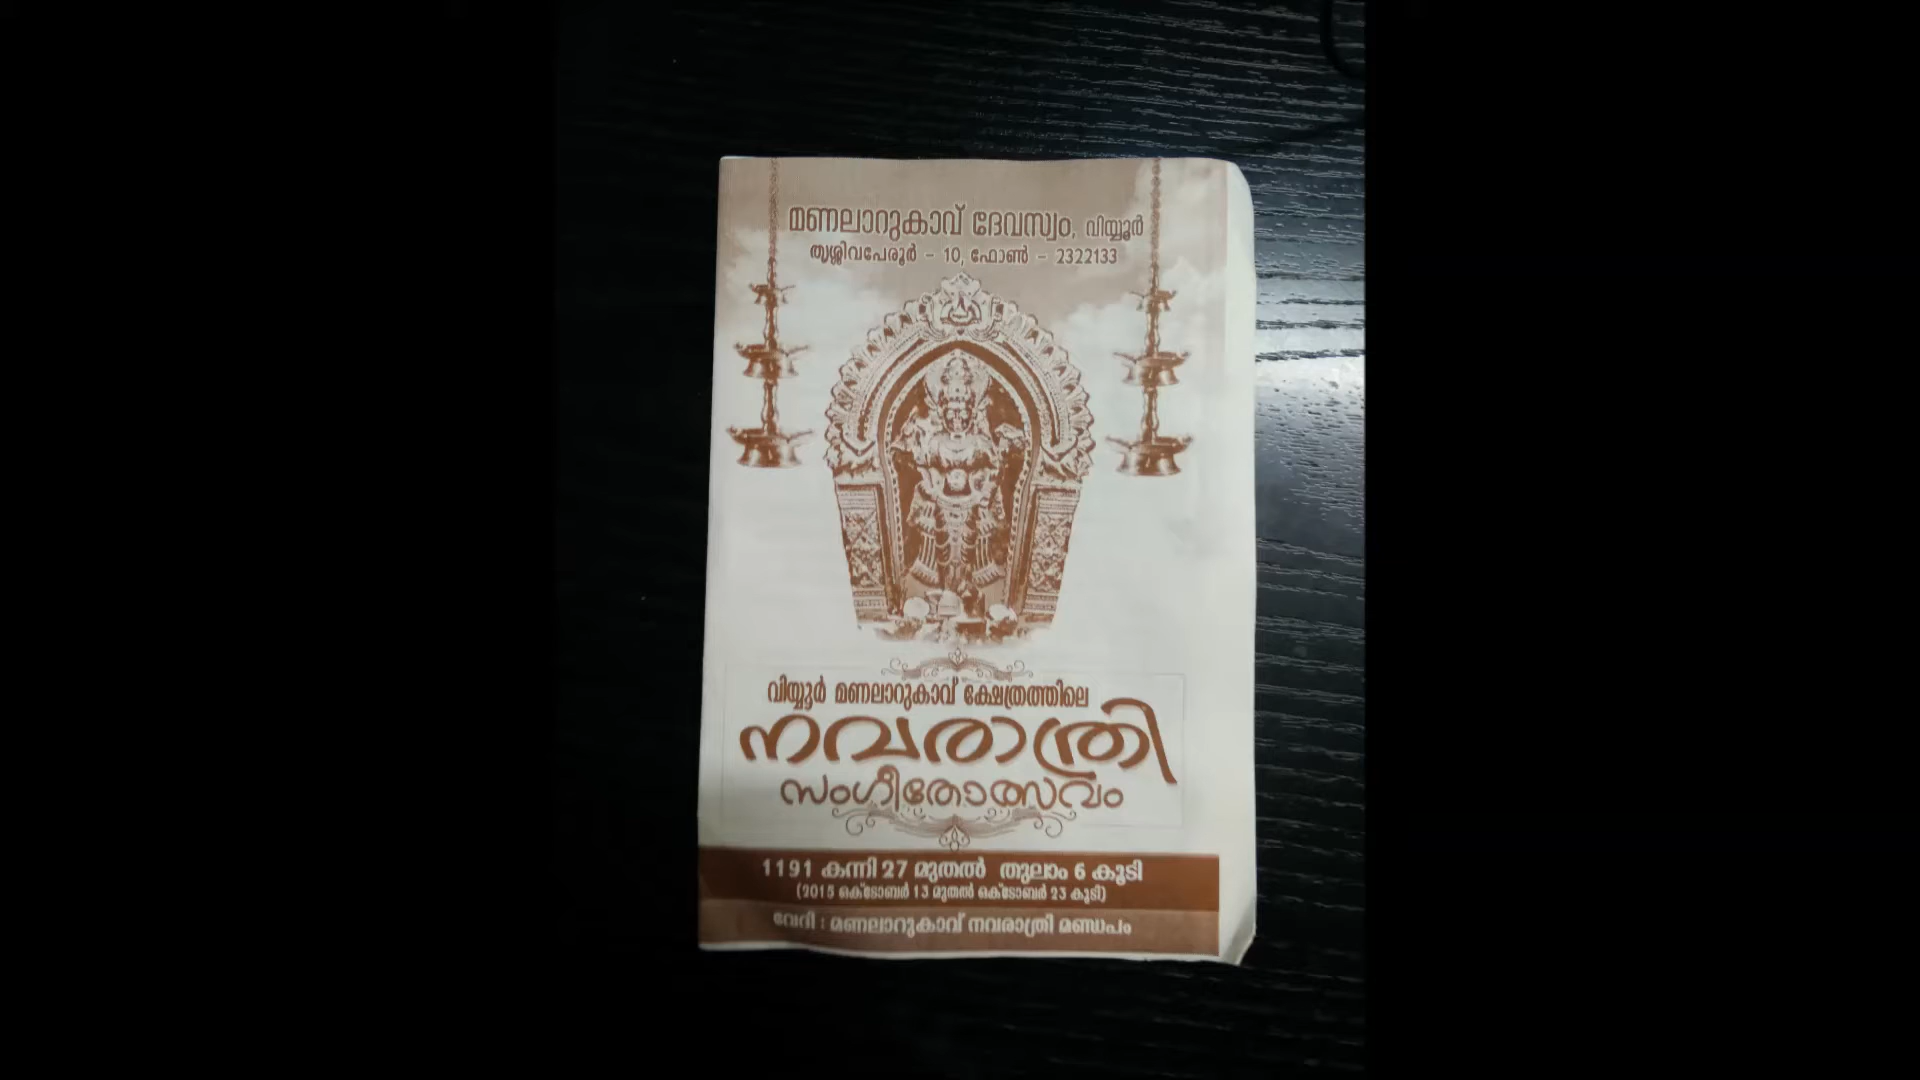 മണലാറുകാവ് ദേവസ്വം, വിയ്യൂർ
തൃശ്ശിവപേരൂർ - 10, ഫോൺ - 2322133
വിയ്യൂർ മണലാറുകാവ് ക്ഷേത്രത്തിലെ
നവരാത്രി
സംഗീതോത്സവം
1191 കന്നി 27 മുതൽ തുലാം 6 കൂടി
(2015 ഒക്ടോബർ 13 മുതൽ ഒക്ടോബർ 23 കൂടി)
വേദി : മണലാറുകാവ് നവരാത്രി മണ്ഡപം